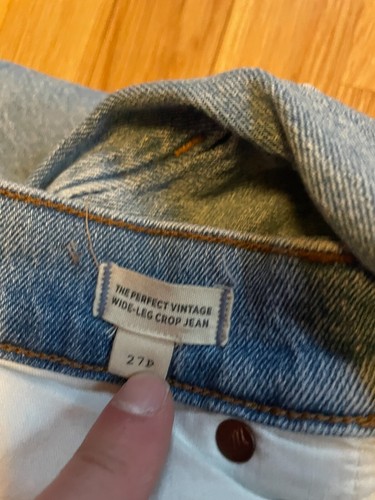 THE PERFECT VINTAGE
WIDE-LEG CROP JEAN
27P